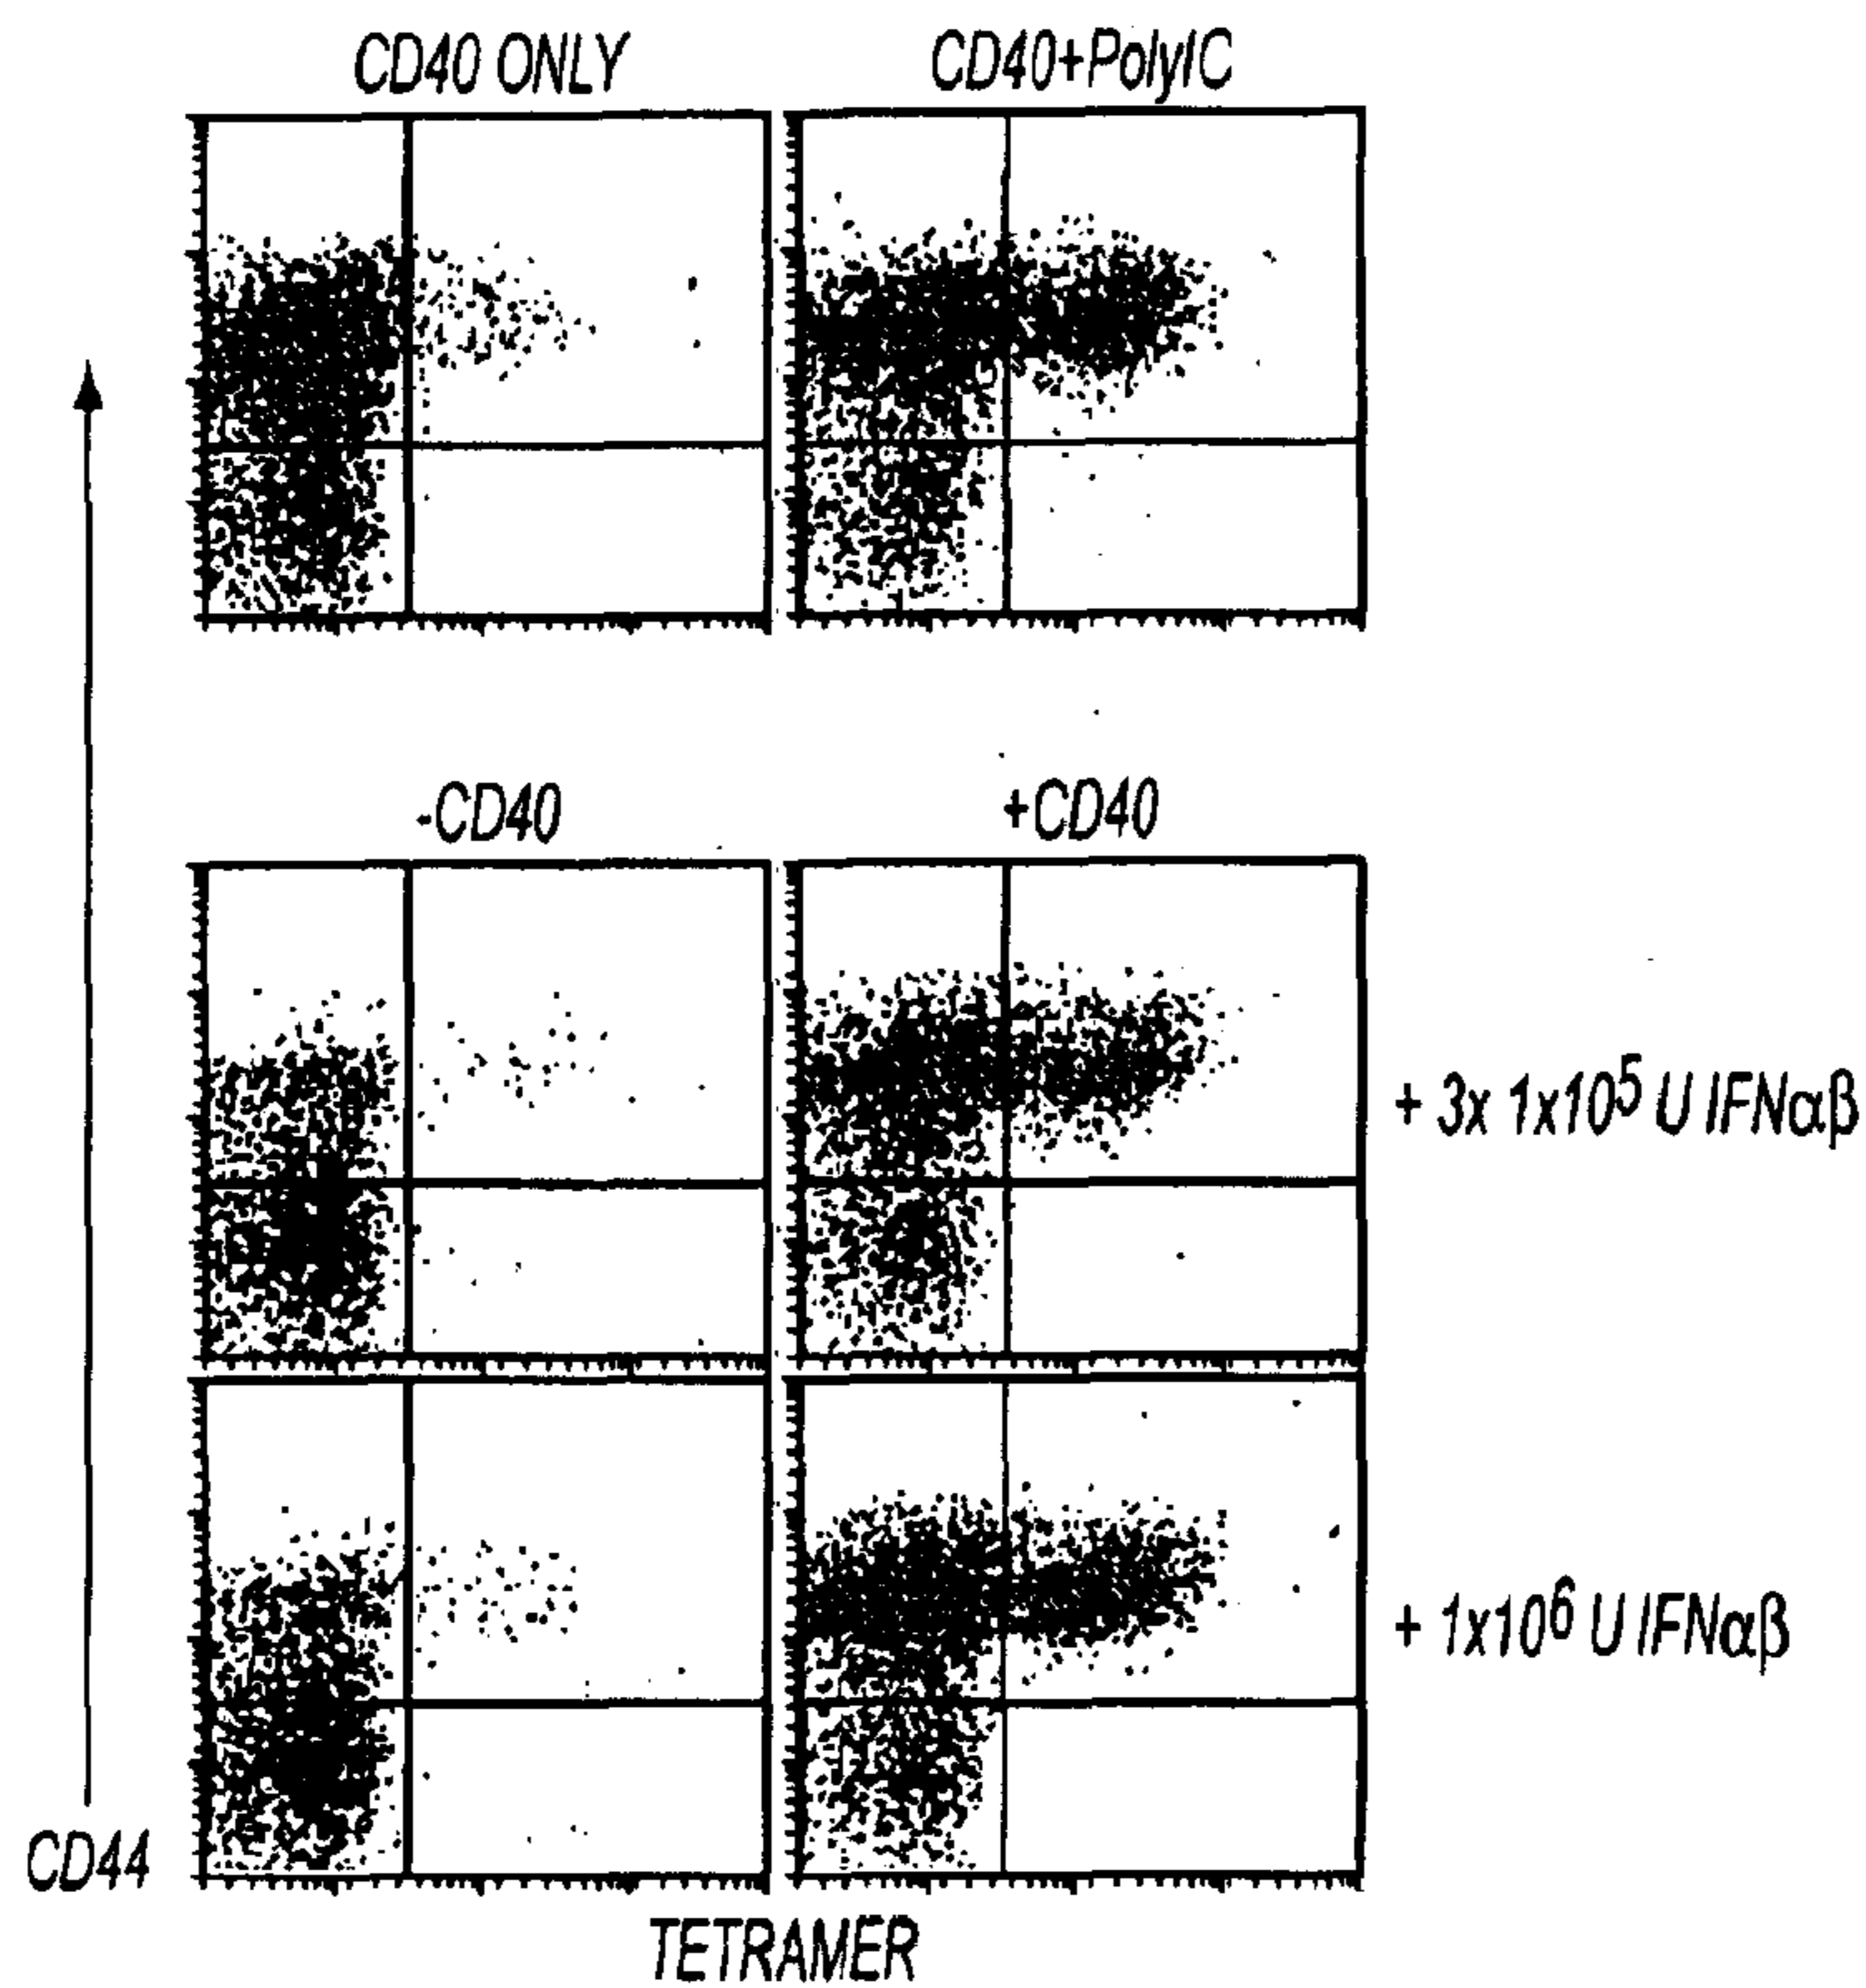 CD40 ONLY
CD40+PolyIC
-CD40
+CD40
+ 3x 1x10⁵ U IFNαβ
+ 1x10⁶ U IFNαβ
CD44
TETRAMER